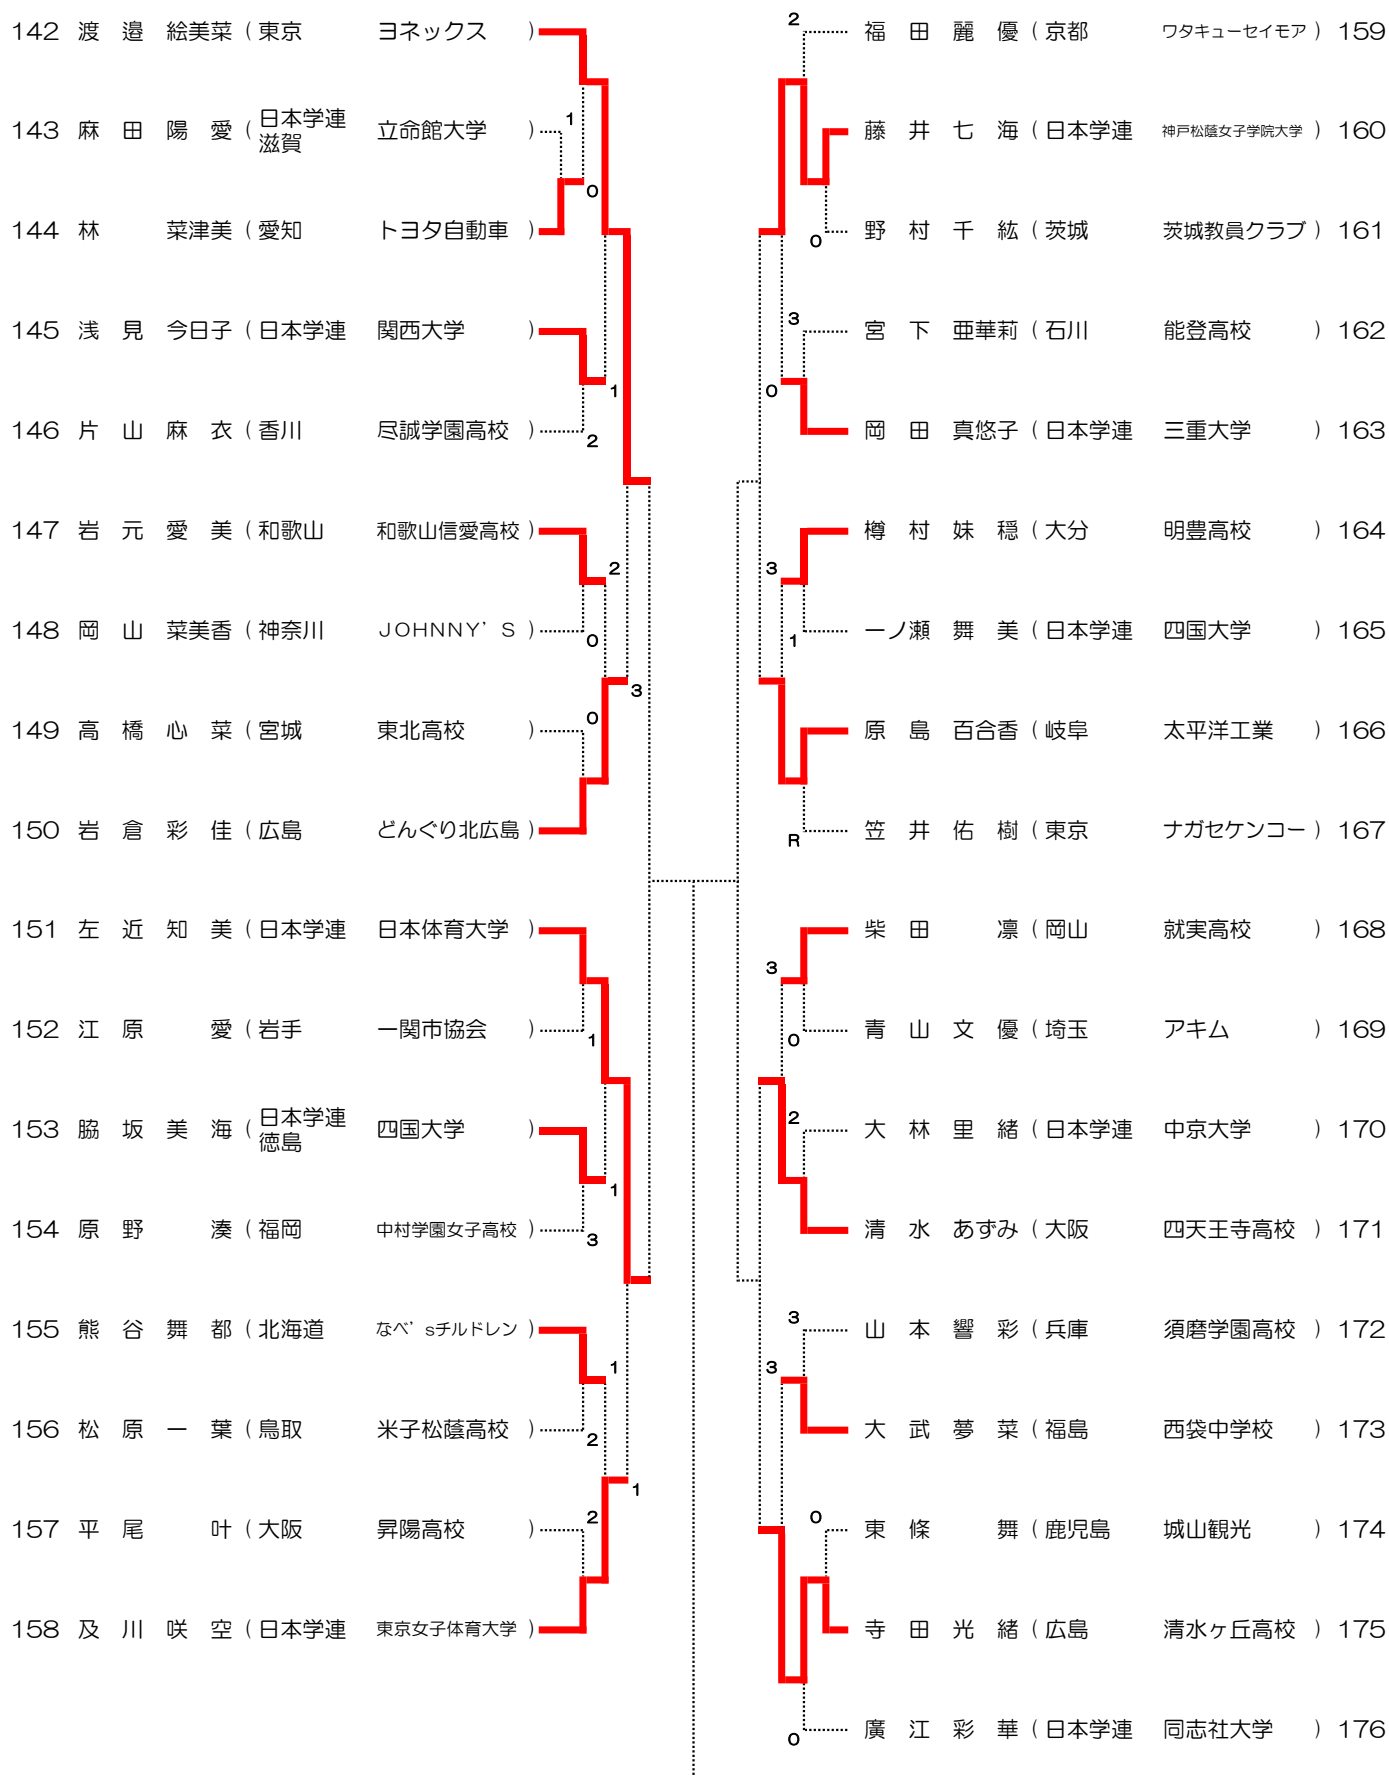 142 渡邉 絵美菜 (東京 ヨネックス )
143 麻田 陽愛 (日本学連 滋賀 立命館大学 )
1
0
144 林 菜津美 (愛知 トヨタ自動車 )
145 浅見 今日子 (日本学連 関西大学 )
1
146 片山 麻衣 (香川 尽誠学園高校 )
2
147 岩元 愛美 (和歌山 和歌山信愛高校 )
2
148 岡山 菜美香 (神奈川 JOHNNY'S )
0
3
149 高橋 心菜 (宮城 東北高校 )
0
150 岩倉 彩佳 (広島 どんぐり北広島 )
151 左近 知美 (日本学連 日本体育大学 )
152 江原 愛 (岩手 一関市協会 )
1
153 脇坂 美海 (日本学連 徳島 四国大学 )
1
154 原野 湊 (福岡 中村学園女子高校 )
3
155 熊谷 舞都 (北海道 なべ'sチルドレン )
1
156 松原 一葉 (鳥取 米子松蔭高校 )
2
1
157 平尾 叶 (大阪 昇陽高校 )
2
158 及川 咲空 (日本学連 東京女子体育大学 )
2
福田 麗優 (京都 ワタキューセイモア ) 159
藤井 七海 (日本学連 神戸松蔭女子学院大学 ) 160
野村 千紘 (茨城 茨城教員クラブ ) 161
0
3
宮下 亜華莉 (石川 能登高校 ) 162
0
岡田 真悠子 (日本学連 三重大学 ) 163
樽村 妹穏 (大分 明豊高校 ) 164
3
一ノ瀬 舞美 (日本学連 四国大学 ) 165
1
原島 百合香 (岐阜 太平洋工業 ) 166
笠井 佑樹 (東京 ナガセケンコー ) 167
R
柴田 凛 (岡山 就実高校 ) 168
3
青山 文優 (埼玉 アキム ) 169
0
2
大林 里緒 (日本学連 中京大学 ) 170
清水 あずみ (大阪 四天王寺高校 ) 171
3
山本 響彩 (兵庫 須磨学園高校 ) 172
3
大武 夢菜 (福島 西袋中学校 ) 173
0
東條 舞 (鹿児島 城山観光 ) 174
寺田 光緒 (広島 清水ヶ丘高校 ) 175
廣江 彩華 (日本学連 同志社大学 ) 176
0